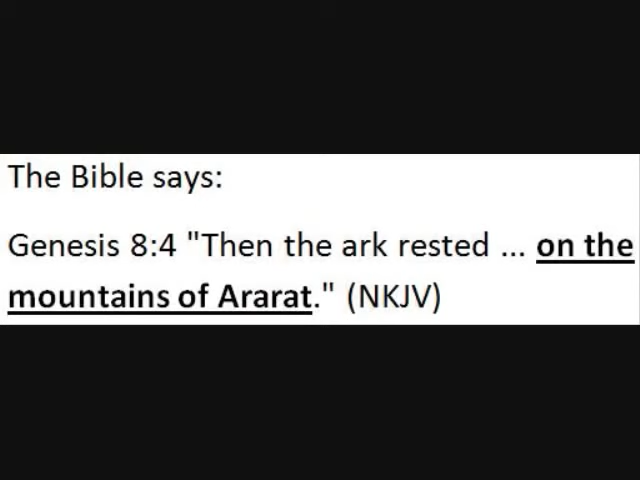 The Bible says:
Genesis 8:4 "Then the ark rested ... on the
mountains of Ararat." (NKJV)